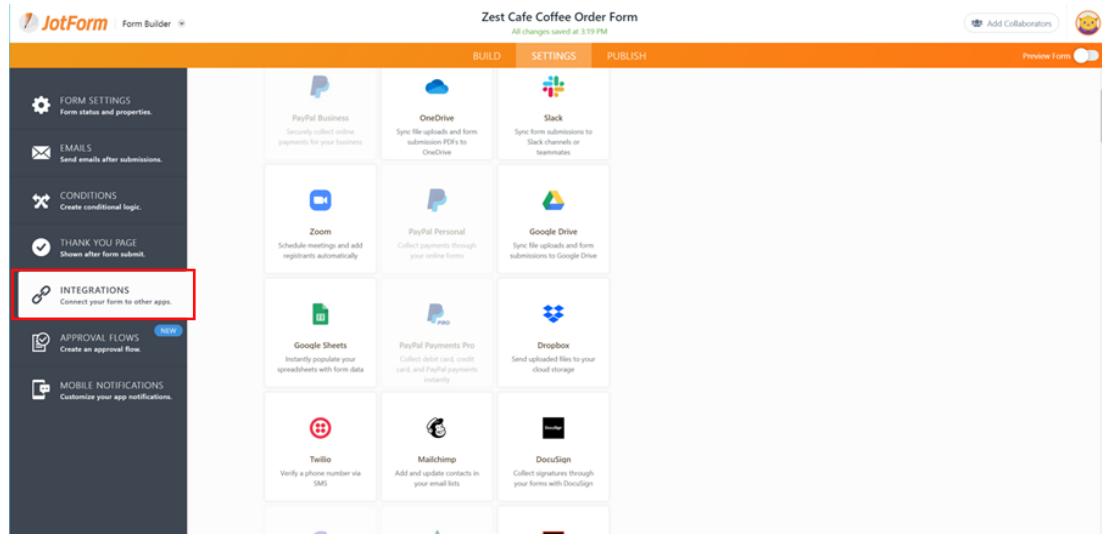 JotForm
Form Builder
Zest Cafe Coffee Order Form
All changes saved at 3:19 PM
Add Collaborators
BUILD
SETTINGS
PUBLISH
Preview Form
FORM SETTINGS
Form status and properties.
EMAILS
Send emails after submissions.
CONDITIONS
Create conditional logic.
THANK YOU PAGE
Shown after form submit.
INTEGRATIONS
Connect your form to other apps.
APPROVAL FLOWS
NEW
Create an approval flow.
MOBILE NOTIFICATIONS
Customize your app notifications.
PayPal Business
Securely collect online
payments for your business
OneDrive
Sync file uploads and form
submission PDFs to
OneDrive
Slack
Sync form submissions to
Slack channels or
teammates
Zoom
Schedule meetings and add
registrants automatically
PayPal Personal
Collect payments through
your online forms
Google Drive
Sync file uploads and form
submissions to Google Drive
Google Sheets
Instantly populate your
spreadsheets with form data
PRO
PayPal Payments Pro
Collect debit card, credit
card, and PayPal payments
instantly
Dropbox
Send uploaded files to your
cloud storage
Twilio
Verify a phone number via
SMS
Mailchimp
Add and update contacts in
your email lists
DocuSign
DocuSign
Collect signatures through
your forms with DocuSign